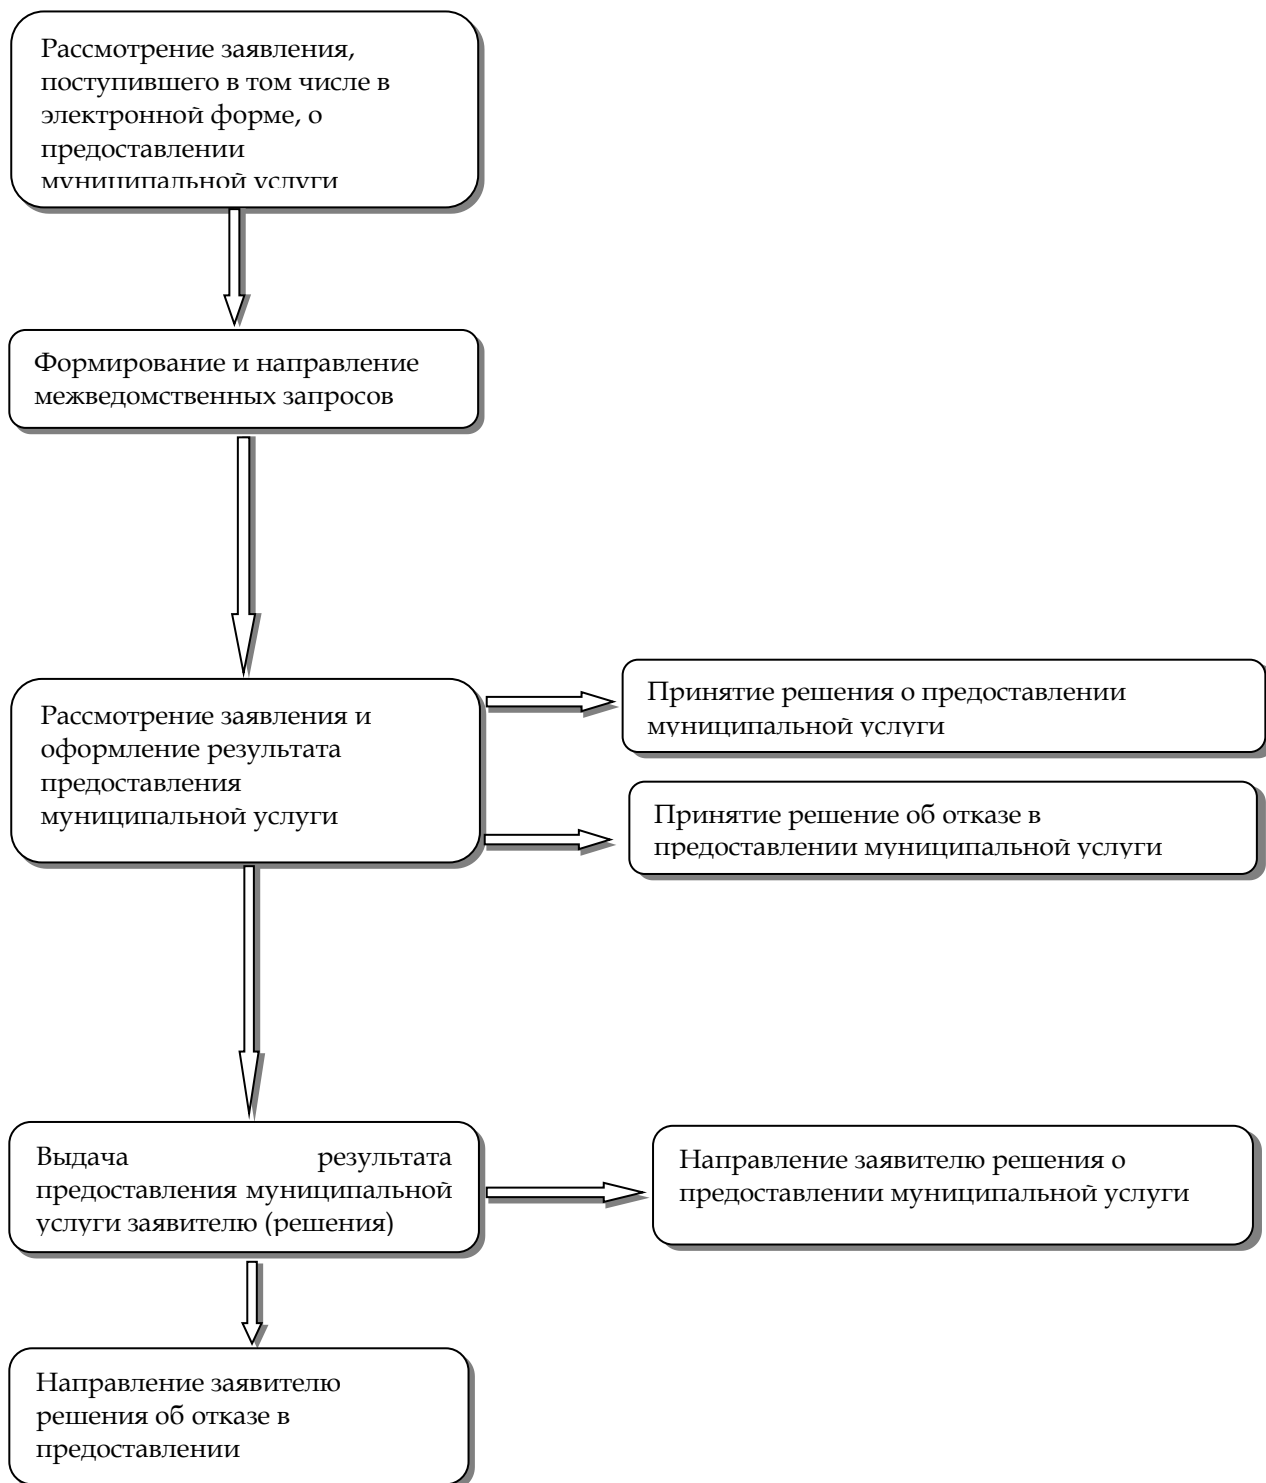 Рассмотрение заявления,
поступившего в том числе в
электронной форме, о
предоставлении
муниципальной услуги
Формирование и направление
межведомственных запросов
Рассмотрение заявления и
оформление результата
предоставления
муниципальной услуги
Принятие решения о предоставлении
муниципальной услуги
Принятие решение об отказе в
предоставлении муниципальной услуги
Выдача результата
предоставления муниципальной
услуги заявителю (решения)
Направление заявителю решения о
предоставлении муниципальной услуги
Направление заявителю
решения об отказе в
предоставлении